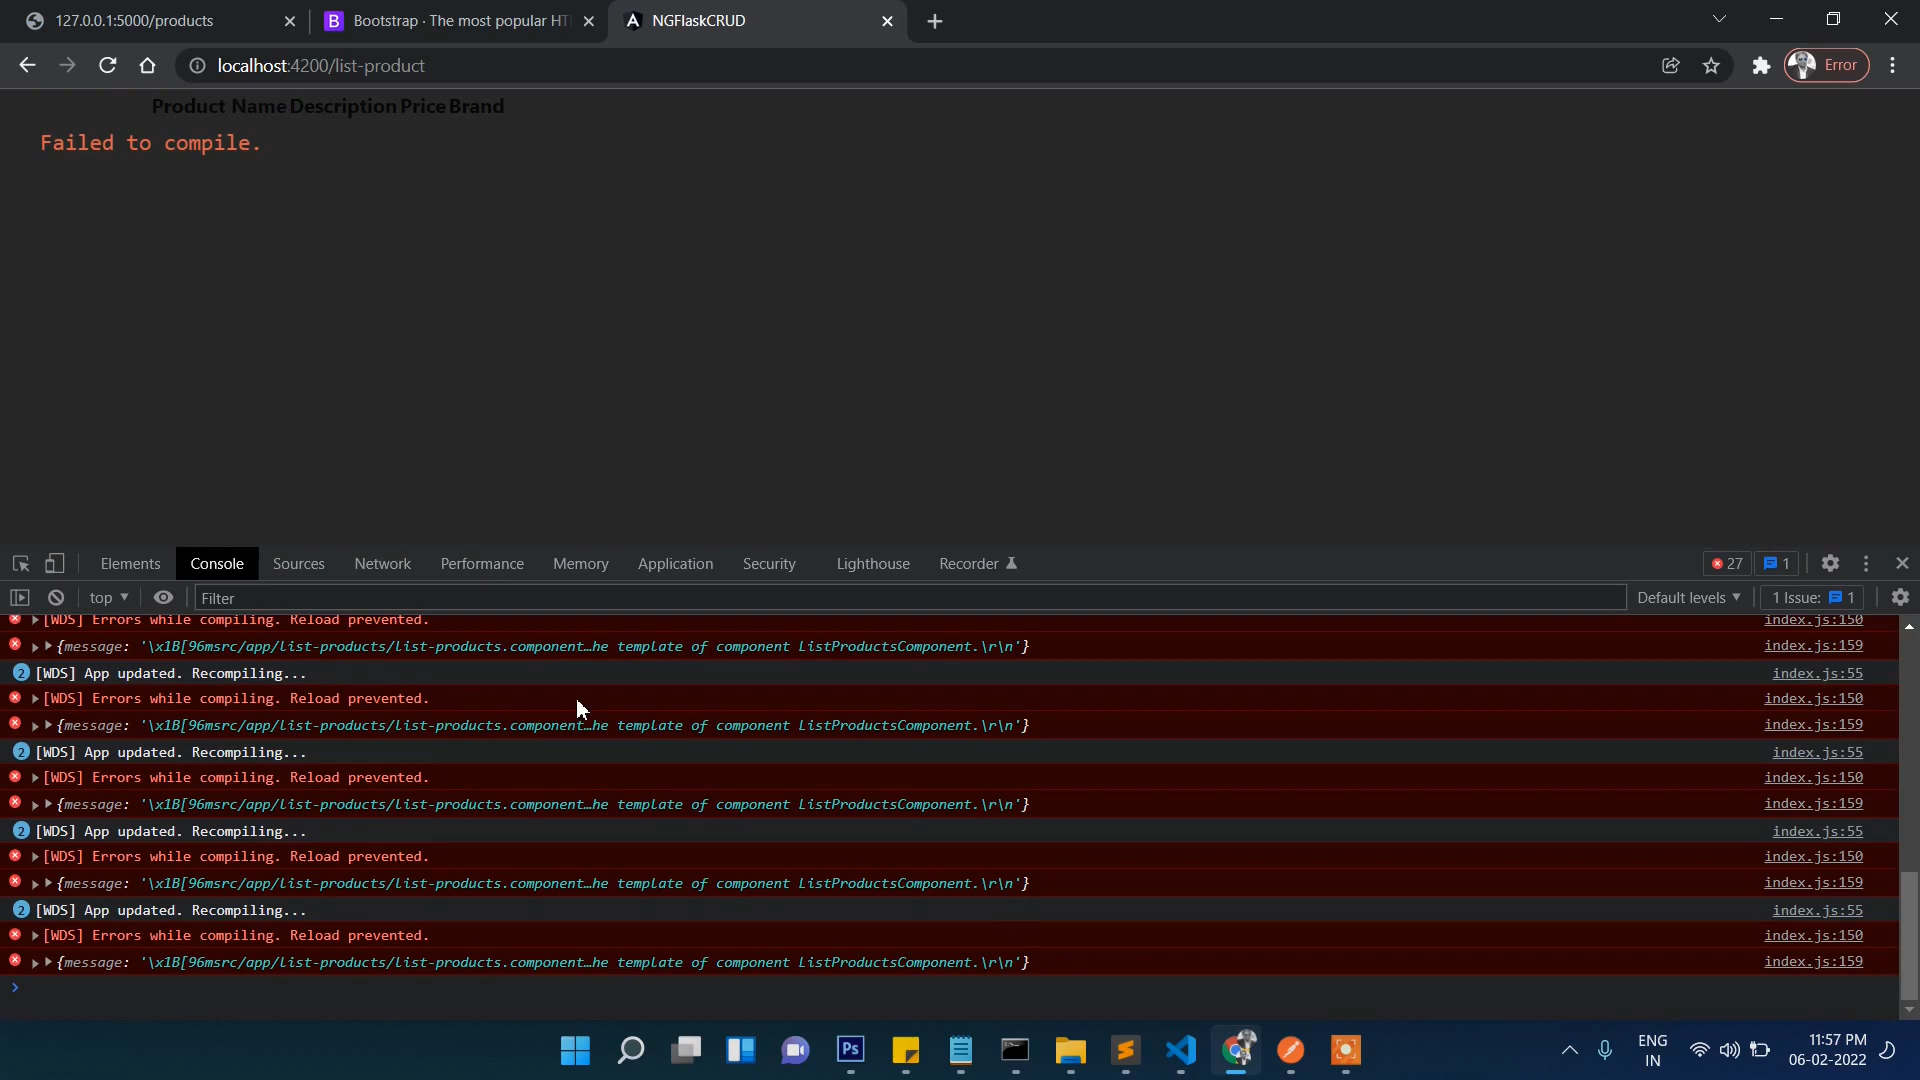 127.0.0.1:5000/products
Bootstrap · The most popular HT
NGFlaskCRUD
localhost:4200/list-product
Error
Product Name Description Price Brand
Failed to compile.
Elements Console Sources Network Performance Memory Application Security Lighthouse Recorder 27 1
top Filter Default levels 1 Issue: 1
[WDS] Errors while compiling. Reload prevented. index.js:150
{message: '\x1B[96msrc/app/list-products/list-products.component…he template of component ListProductsComponent.\r\n'} index.js:159
2 [WDS] App updated. Recompiling... index.js:55
[WDS] Errors while compiling. Reload prevented. index.js:150
{message: '\x1B[96msrc/app/list-products/list-products.component…he template of component ListProductsComponent.\r\n'} index.js:159
2 [WDS] App updated. Recompiling... index.js:55
[WDS] Errors while compiling. Reload prevented. index.js:150
{message: '\x1B[96msrc/app/list-products/list-products.component…he template of component ListProductsComponent.\r\n'} index.js:159
2 [WDS] App updated. Recompiling... index.js:55
[WDS] Errors while compiling. Reload prevented. index.js:150
{message: '\x1B[96msrc/app/list-products/list-products.component…he template of component ListProductsComponent.\r\n'} index.js:159
2 [WDS] App updated. Recompiling... index.js:55
[WDS] Errors while compiling. Reload prevented. index.js:150
{message: '\x1B[96msrc/app/list-products/list-products.component…he template of component ListProductsComponent.\r\n'} index.js:159
Ps
ENG
IN
11:57 PM
06-02-2022